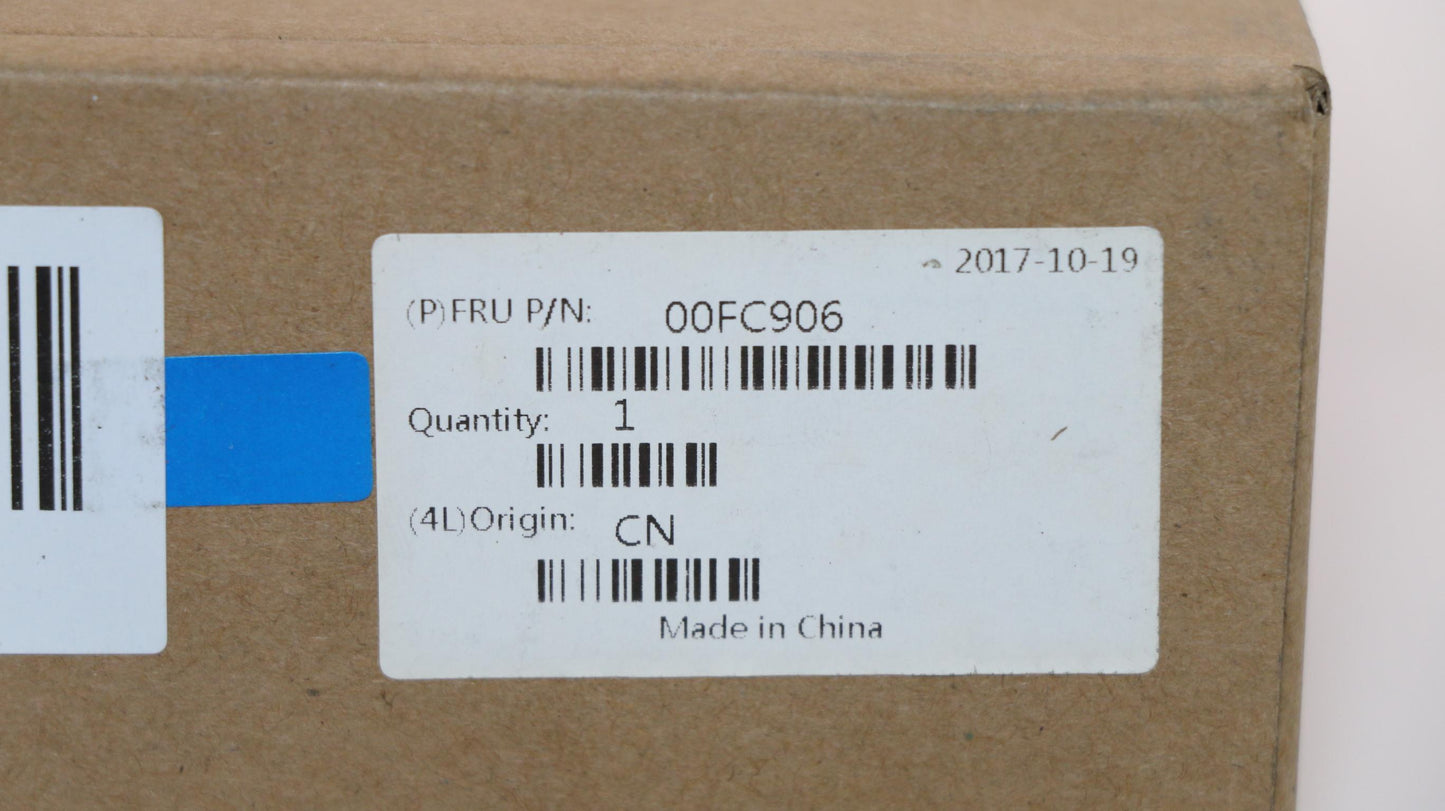 2017-10-19
(P)FRU P/N: 00FC906
Quantity: 1
(4L)Origin: CN
Made in China